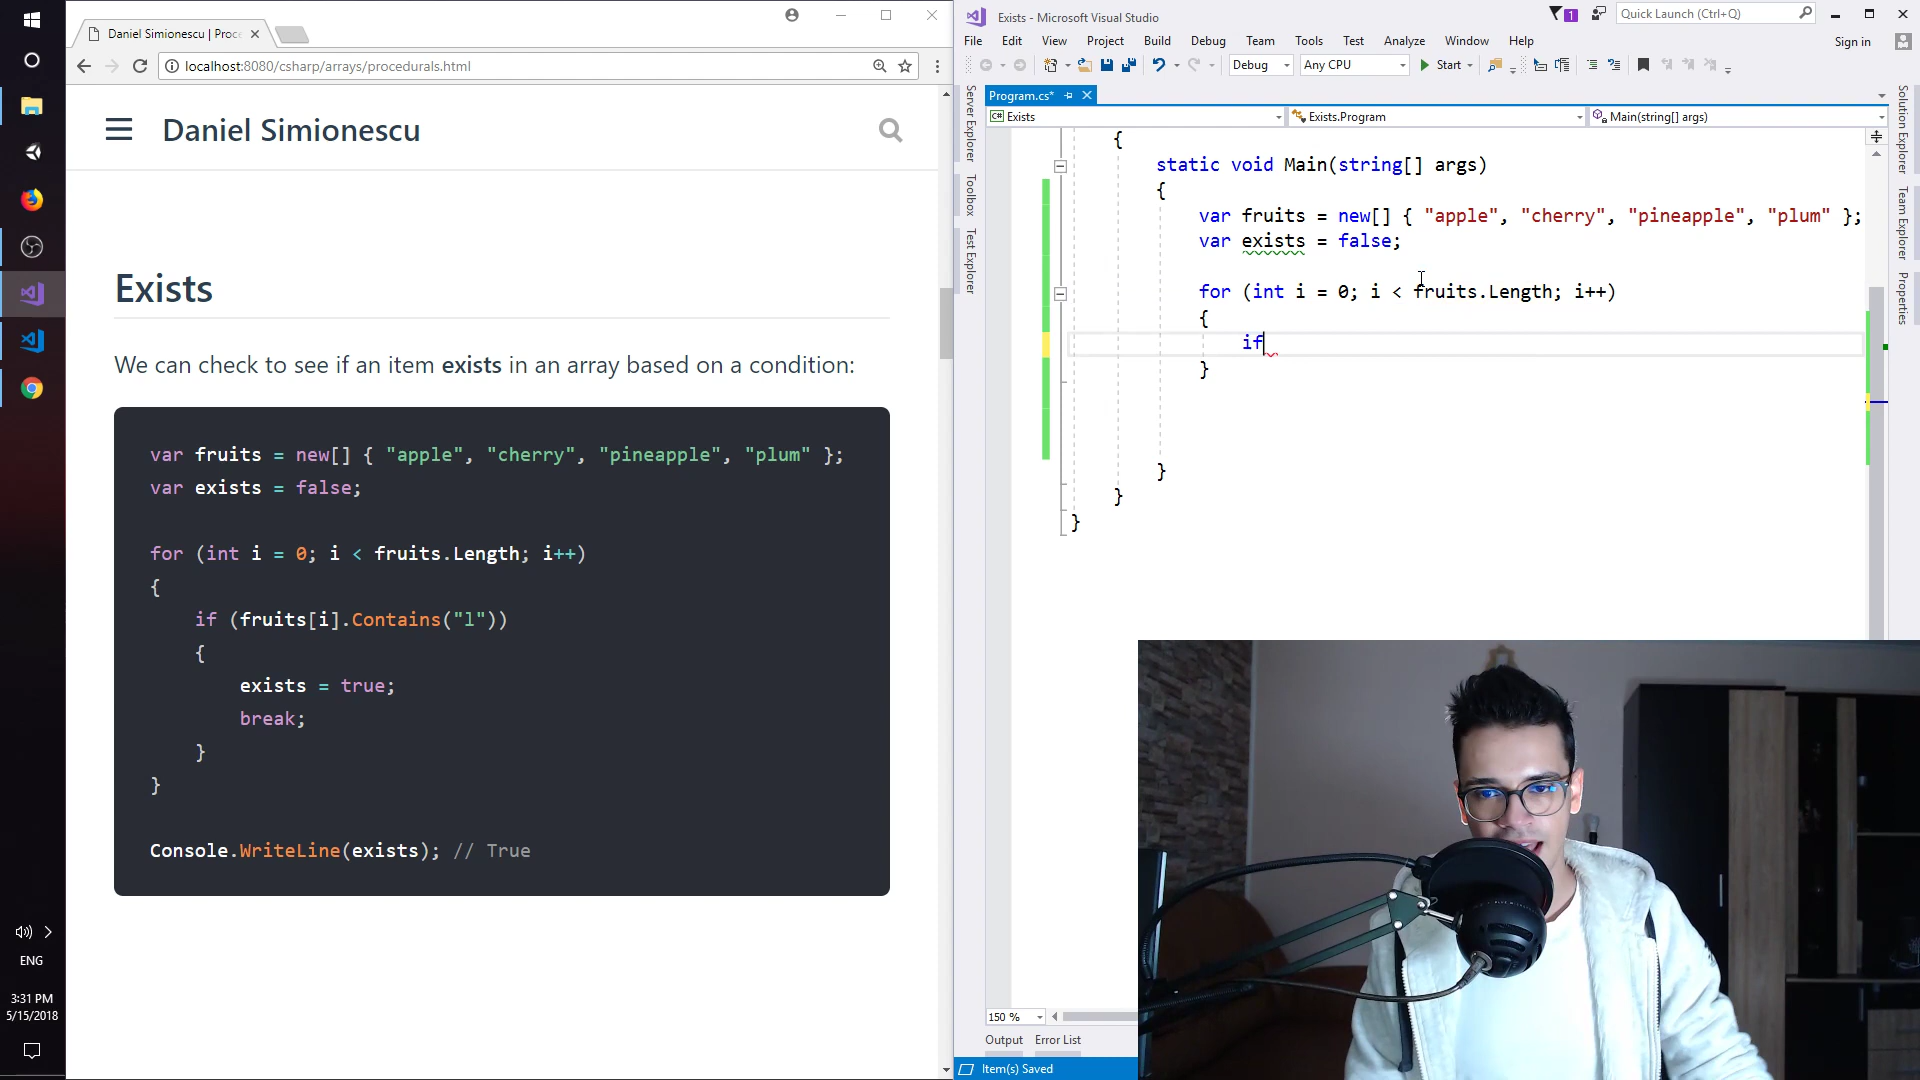 Daniel Simionescu | Proce
localhost:8080/csharp/arrays/procedurals.html
Daniel Simionescu
Exists
We can check to see if an item exists in an array based on a condition:
var fruits = new[] { "apple", "cherry", "pineapple", "plum" };
var exists = false;
for (int i = 0; i < fruits.Length; i++)
{
if (fruits[i].Contains("l"))
{
exists = true;
break;
}
}
Console.WriteLine(exists); // True
ENG
3:31 PM
5/15/2018
Exists - Microsoft Visual Studio
1
Quick Launch (Ctrl+Q)
File Edit View Project Build Debug Team Tools Test Analyze Window Help
Sign in
Debug Any CPU Start
Server Explorer
Toolbox
Test Explorer
Program.cs*
C# Exists
Exists.Program
Main(string[] args)
{
static void Main(string[] args)
{
var fruits = new[] { "apple", "cherry", "pineapple", "plum" };
var exists = false;
for (int i = 0; i < fruits.Length; i++)
{
if
}
}
}
}
Solution Explorer
Team Explorer
Properties
150 %
Output Error List
Item(s) Saved